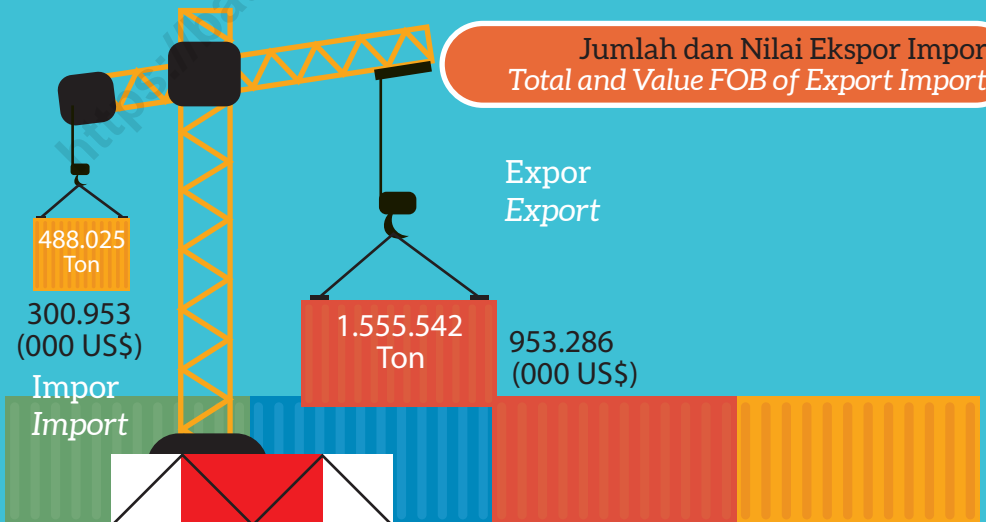 Jumlah dan Nilai Ekspor Impor
Total and Value FOB of Export Import
Expor
Export
488.025
Ton
300.953
(000 US$)
Impor
Import
1.555.542
Ton
953.286
(000 US$)